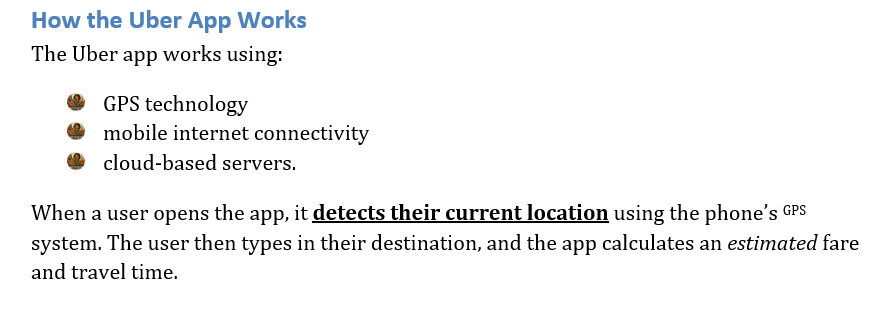 How the Uber App Works
The Uber app works using:
GPS technology
mobile internet connectivity
cloud-based servers.
When a user opens the app, it detects their current location using the phone’s GPS
system. The user then types in their destination, and the app calculates an estimated fare
and travel time.